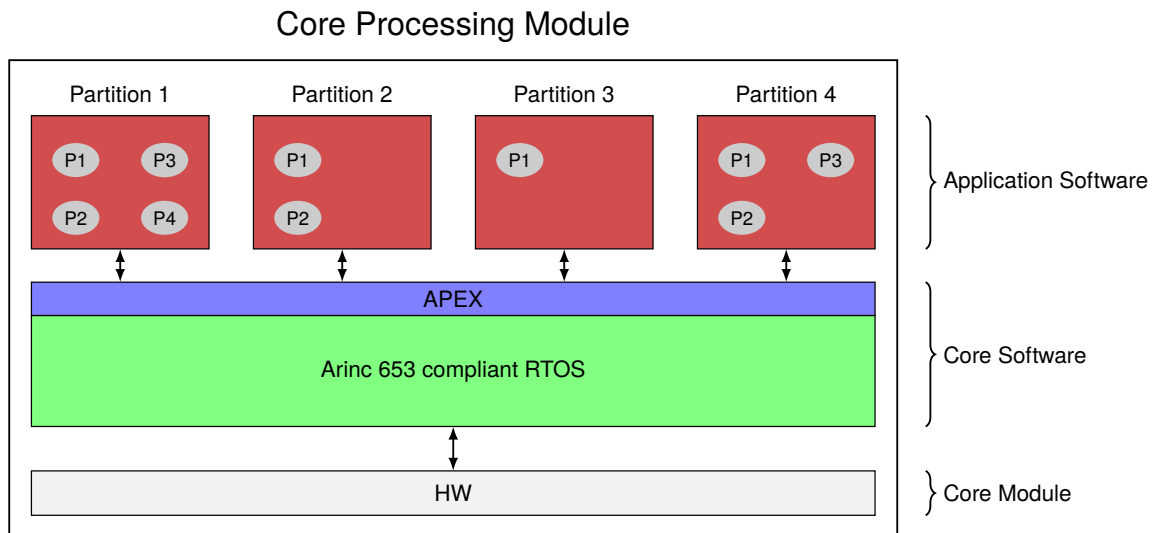 Core Processing Module
Partition 1 Partition 2 Partition 3 Partition 4
P1 P3 P1 P1 P1 P3
Application Software
P2 P4 P2 P2
APEX
Arinc 653 compliant RTOS
Core Software
HW
Core Module